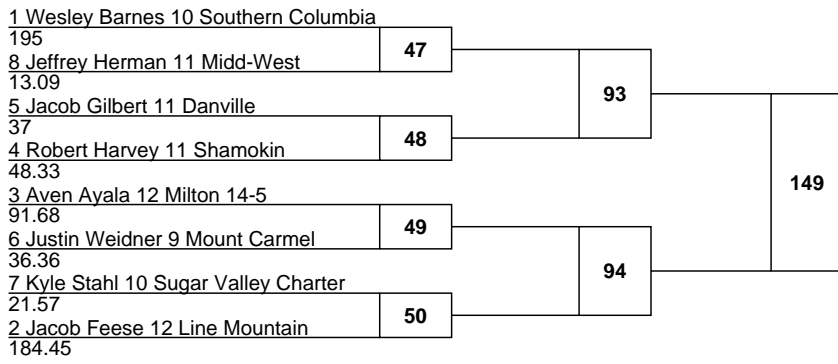 1 Wesley Barnes 10 Southern Columbia
195
8 Jeffrey Herman 11 Midd-West
13.09
5 Jacob Gilbert 11 Danville
37
4 Robert Harvey 11 Shamokin
48.33
3 Aven Ayala 12 Milton 14-5
91.68
6 Justin Weidner 9 Mount Carmel
36.36
7 Kyle Stahl 10 Sugar Valley Charter
21.57
2 Jacob Feese 12 Line Mountain
184.45
47
48
49
50
93
94
149